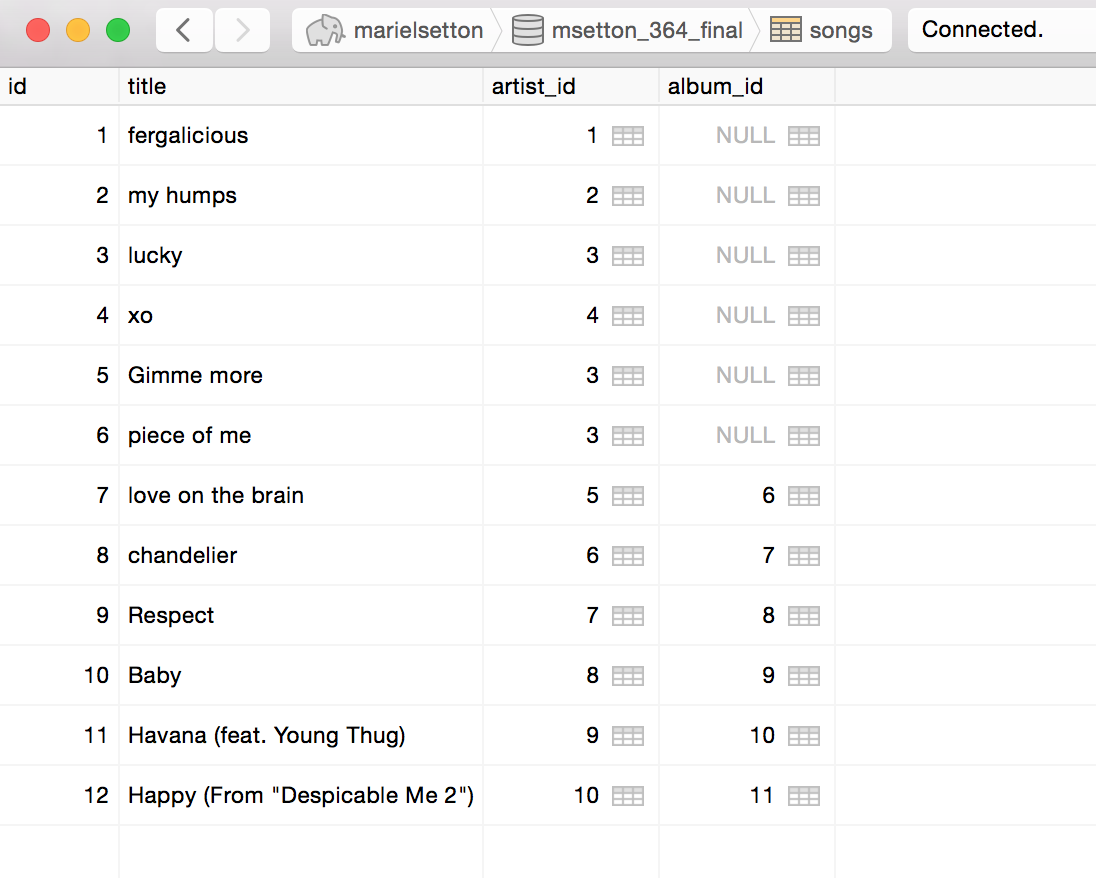 marielsetton msetton_364_final songs Connected.
id title artist_id album_id
1 fergalicious 1 NULL
2 my humps 2 NULL
3 lucky 3 NULL
4 xo 4 NULL
5 Gimme more 3 NULL
6 piece of me 3 NULL
7 love on the brain 5 6
8 chandelier 6 7
9 Respect 7 8
10 Baby 8 9
11 Havana (feat. Young Thug) 9 10
12 Happy (From "Despicable Me 2") 10 11